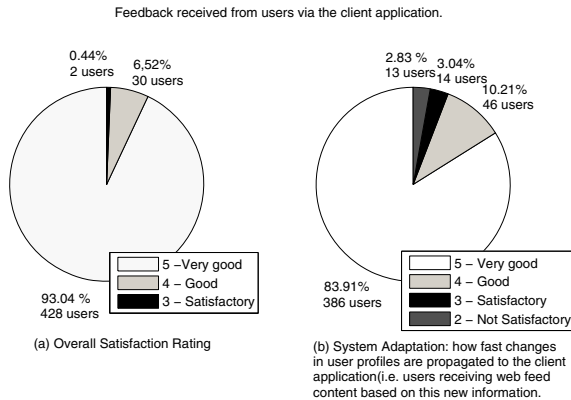 Feedback received from users via the client application.
0.44%
2 users
6,52%
30 users
93.04 %
428 users
5 –Very good
4 – Good
3 – Satisfactory
(a) Overall Satisfaction Rating
2.83 %
13 users
3.04%
14 users
10.21%
46 users
83.91%
386 users
5 – Very good
4 – Good
3 – Satisfactory
2 – Not Satisfactory
(b) System Adaptation: how fast changes
in user profiles are propagated to the client
application(i.e. users receiving web feed
content based on this new information.